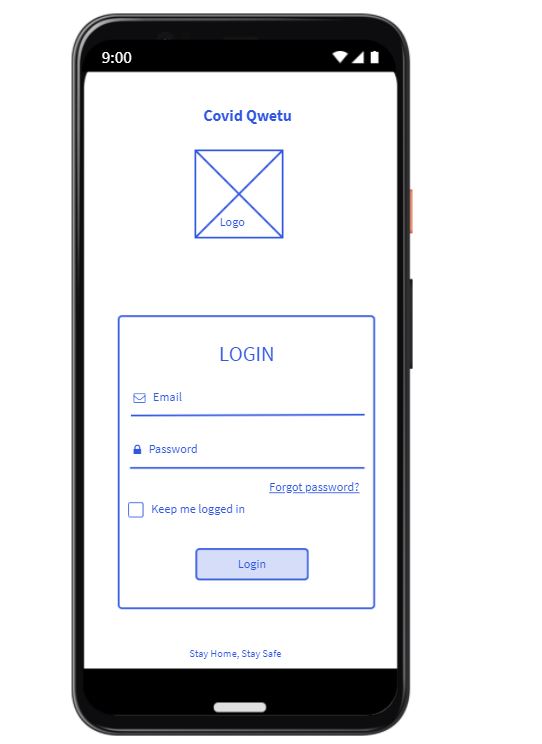 9:00
Covid Qwetu
Logo
LOGIN
Email
Password
Forgot password?
Keep me logged in
Login
Stay Home, Stay Safe